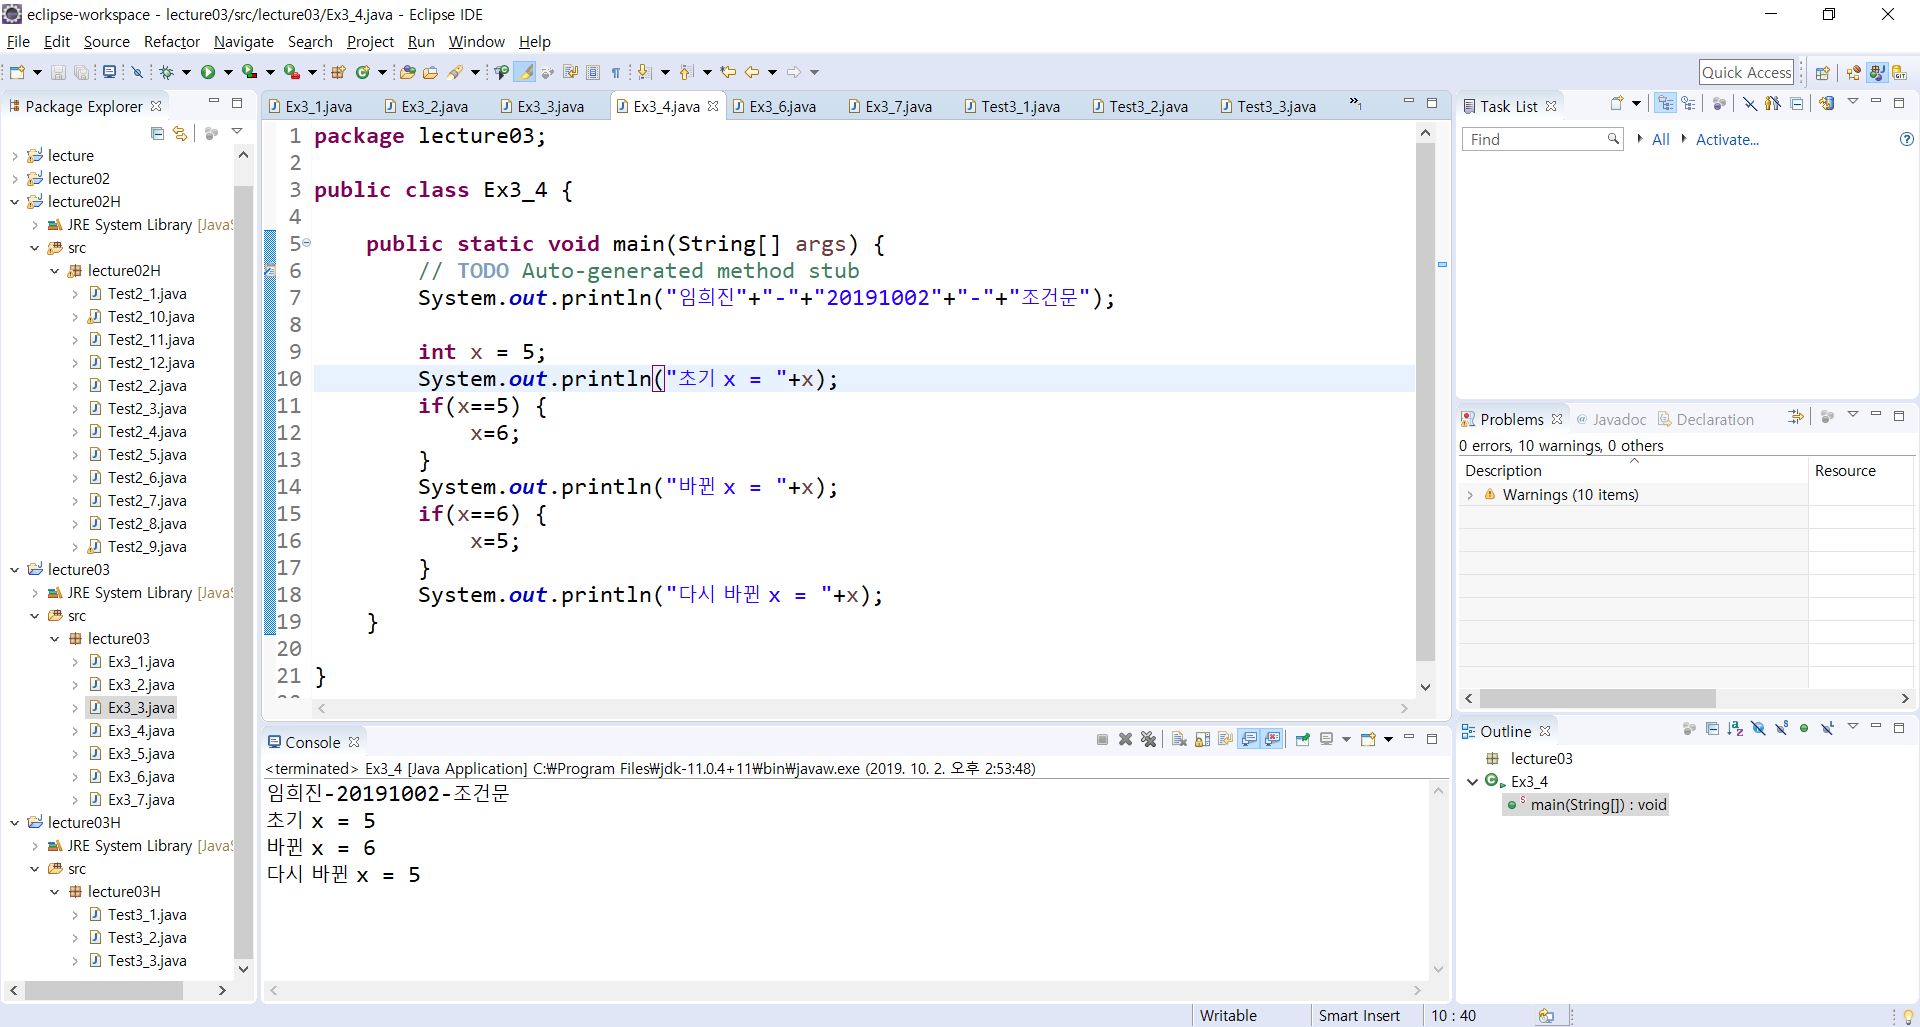 eclipse-workspace - lecture03/src/lecture03/Ex3_4.java - Eclipse IDE
File Edit Source Refactor Navigate Search Project Run Window Help
Quick Access
Package Explorer
lecture
lecture02
lecture02H
JRE System Library [JavaS
src
lecture02H
Test2_1.java
Test2_10.java
Test2_11.java
Test2_12.java
Test2_2.java
Test2_3.java
Test2_4.java
Test2_5.java
Test2_6.java
Test2_7.java
Test2_8.java
Test2_9.java
lecture03
JRE System Library [JavaS
src
lecture03
Ex3_1.java
Ex3_2.java
Ex3_3.java
Ex3_4.java
Ex3_5.java
Ex3_6.java
Ex3_7.java
lecture03H
JRE System Library [JavaS
src
lecture03H
Test3_1.java
Test3_2.java
Test3_3.java
Ex3_1.java Ex3_2.java Ex3_3.java Ex3_4.java Ex3_6.java Ex3_7.java Test3_1.java Test3_2.java Test3_3.java »1
1 package lecture03;
2
3 public class Ex3_4 {
4
5 public static void main(String[] args) {
6 // TODO Auto-generated method stub
7 System.out.println("임희진"+"-"+"20191002"+"-"+"조건문");
8
9 int x = 5;
10 System.out.println("초기 x = "+x);
11 if(x==5) {
12 x=6;
13 }
14 System.out.println("바뀐 x = "+x);
15 if(x==6) {
16 x=5;
17 }
18 System.out.println("다시 바뀐 x = "+x);
19 }
20
21 }
Console
<terminated> Ex3_4 [Java Application] C:₩Program Files₩jdk-11.0.4+11₩bin₩javaw.exe (2019. 10. 2. 오후 2:53:48)
임희진-20191002-조건문
초기 x = 5
바뀐 x = 6
다시 바뀐 x = 5
Task List
Find All Activate...
Problems Javadoc Declaration
0 errors, 10 warnings, 0 others
Description Resource
Warnings (10 items)
Outline
lecture03
Ex3_4
main(String[]) : void
Writable Smart Insert 10 : 40